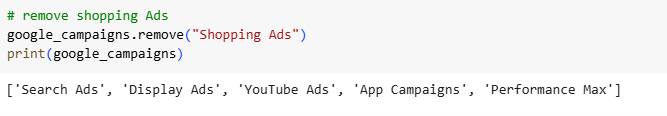 # remove shopping Ads
google_campaigns.remove("Shopping Ads")
print(google_campaigns)
['Search Ads', 'Display Ads', 'YouTube Ads', 'App Campaigns', 'Performance Max']